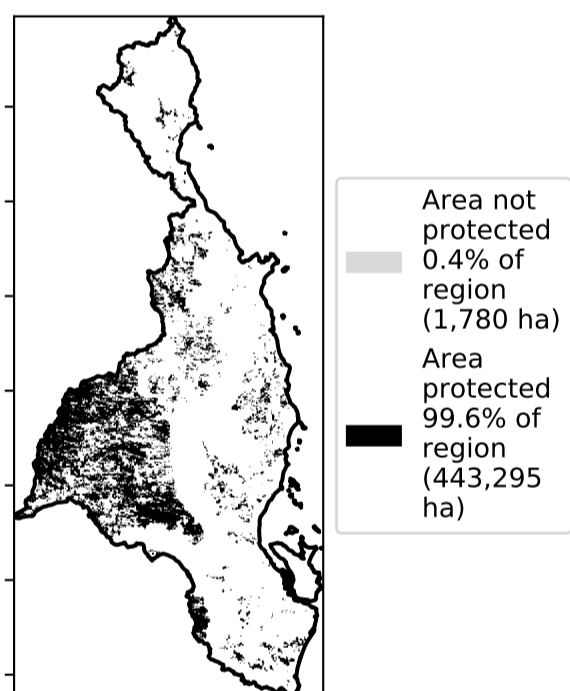 Area not
protected
0.4% of
region
(1,780 ha)
Area
protected
99.6% of
region
(443,295
ha)